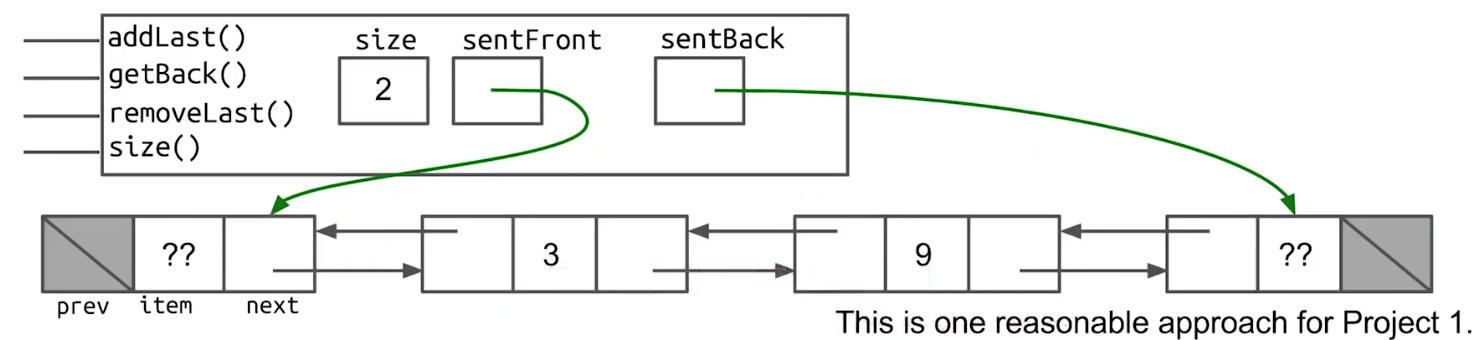 addLast()
size
sentFront
sentBack
getBack()
2
removeLast()
size()
??
3
9
??
prev
item
next
This is one reasonable approach for Project 1.